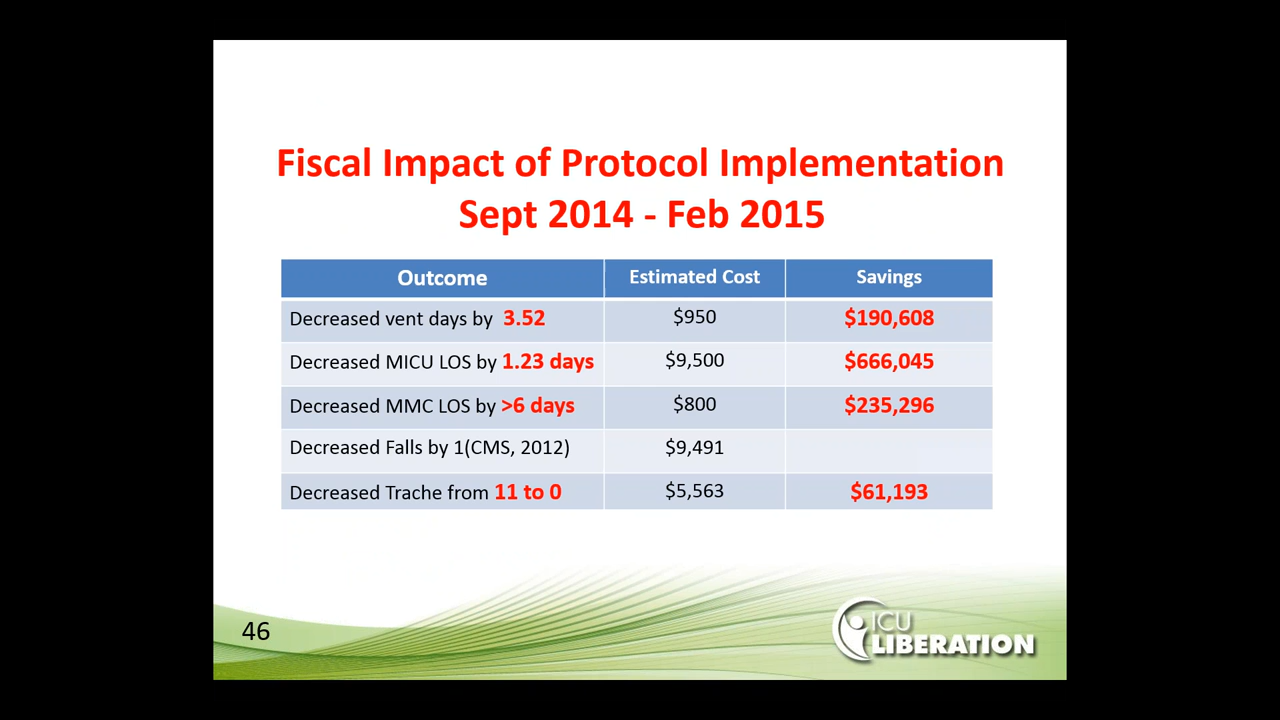 Fiscal Impact of Protocol Implementation
Sept 2014 - Feb 2015
Outcome Estimated Cost Savings
Decreased vent days by 3.52 $950 $190,608
Decreased MICU LOS by 1.23 days $9,500 $666,045
Decreased MMC LOS by >6 days $800 $235,296
Decreased Falls by 1(CMS, 2012) $9,491
Decreased Trache from 11 to 0 $5,563 $61,193
46
ICU
LIBERATION